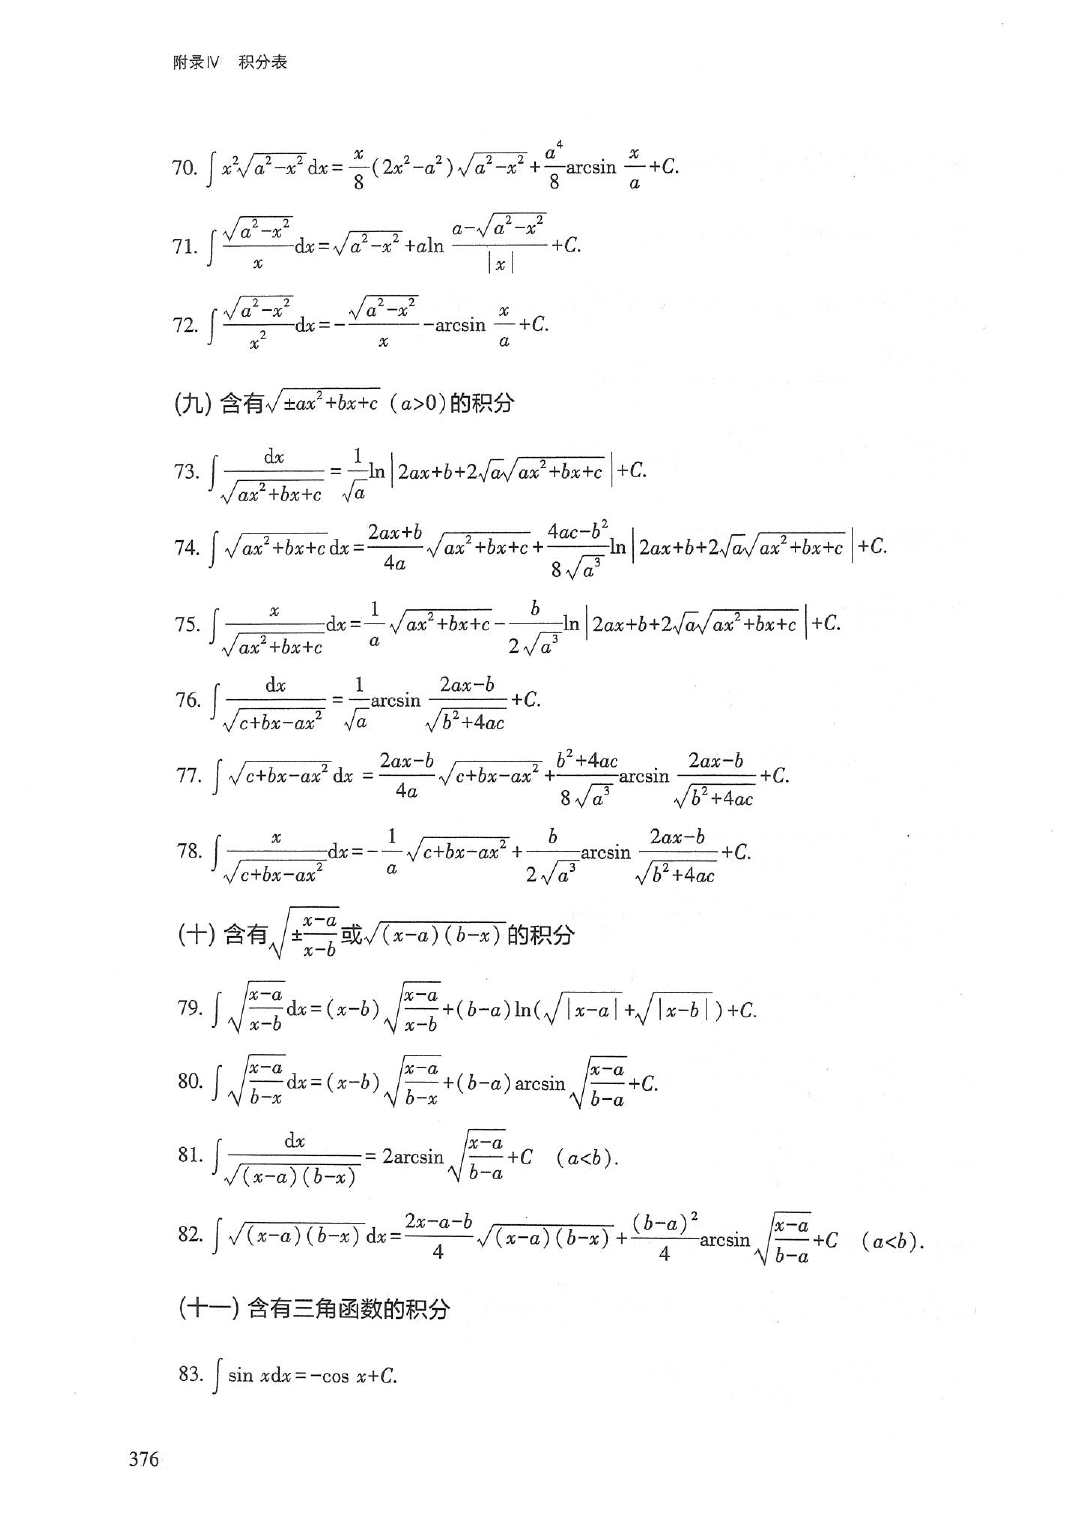 附录Ⅳ 积分表
70. ∫ x²√(a²−x²) dx = x/8 (2x²−a²)√(a²−x²) + a⁴/8 arcsin x/a +C.
71. ∫ √(a²−x²)/x dx = √(a²−x²) +aln (a−√(a²−x²))/|x| +C.
72. ∫ √(a²−x²)/x² dx = −√(a²−x²)/x −arcsin x/a +C.
(九) 含有√(±ax²+bx+c) (a>0)的积分
73. ∫ dx/√(ax²+bx+c) = 1/√a ln|2ax+b+2√a√(ax²+bx+c)|+C.
74. ∫ √(ax²+bx+c) dx = (2ax+b)/4a √(ax²+bx+c) + (4ac−b²)/(8√(a³)) ln|2ax+b+2√a√(ax²+bx+c)|+C.
75. ∫ x/√(ax²+bx+c) dx = 1/a √(ax²+bx+c) − b/(2√(a³)) ln|2ax+b+2√a√(ax²+bx+c)|+C.
76. ∫ dx/√(c+bx−ax²) = 1/√a arcsin (2ax−b)/√(b²+4ac) +C.
77. ∫ √(c+bx−ax²) dx = (2ax−b)/4a √(c+bx−ax²) + (b²+4ac)/(8√(a³)) arcsin (2ax−b)/√(b²+4ac) +C.
78. ∫ x/√(c+bx−ax²) dx = −1/a √(c+bx−ax²) + b/(2√(a³)) arcsin (2ax−b)/√(b²+4ac) +C.
(十) 含有√(±(x−a)/(x−b))或√((x−a)(b−x))的积分
79. ∫ √((x−a)/(x−b)) dx = (x−b)√((x−a)/(x−b)) +(b−a)ln(√|x−a|+√|x−b|)+C.
80. ∫ √((x−a)/(b−x)) dx = (x−b)√((x−a)/(b−x)) +(b−a)arcsin √((x−a)/(b−a)) +C.
81. ∫ dx/√((x−a)(b−x)) = 2arcsin √((x−a)/(b−a)) +C (a<b).
82. ∫ √((x−a)(b−x)) dx = (2x−a−b)/4 √((x−a)(b−x)) + (b−a)²/4 arcsin √((x−a)/(b−a)) +C (a<b).
(十一) 含有三角函数的积分
83. ∫ sin xdx = −cos x+C.
376